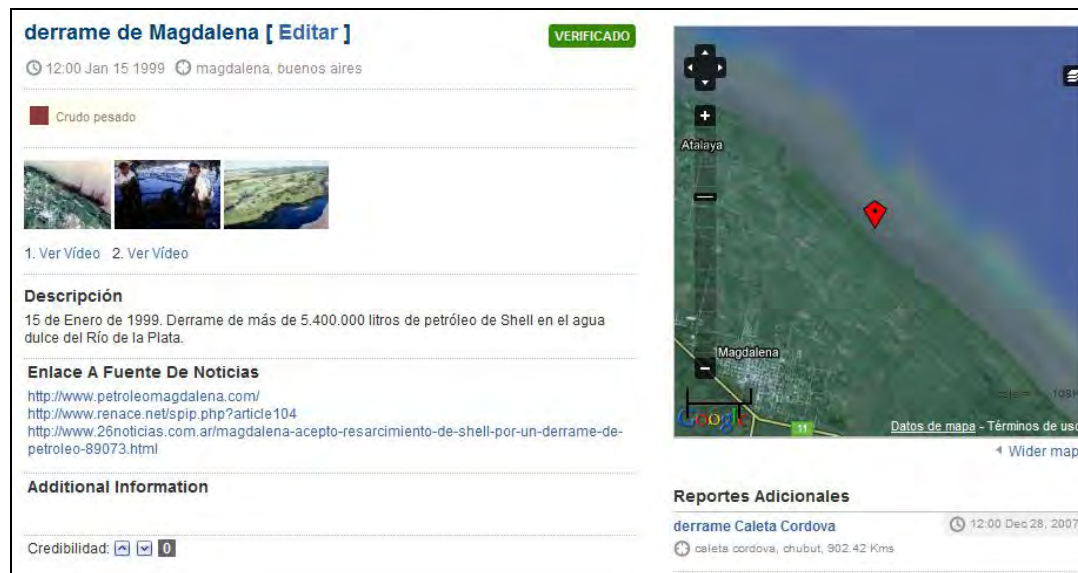 derrame de Magdalena [ Editar ]
VERIFICADO
12:00 Jan 15 1999 magdalena, buenos aires
Crudo pesado
1. Ver Vídeo 2. Ver Vídeo
Descripción
15 de Enero de 1999. Derrame de más de 5.400.000 litros de petróleo de Shell en el agua
dulce del Río de la Plata.
Enlace A Fuente De Noticias
http://www.petroleomagdalena.com/
http://www.renace.net/spip.php?article104
http://www.26noticias.com.ar/magdalena-acepto-resarcimiento-de-shell-por-un-derrame-de-
petroleo-89073.html
Additional Information
Credibilidad: 0
Atalaya
Magdalena
Google
11
Datos de mapa - Términos de uso
Wider map
Reportes Adicionales
derrame Caleta Cordova 12:00 Dec 28, 2007
caleta cordova, chubut, 902.42 Kms